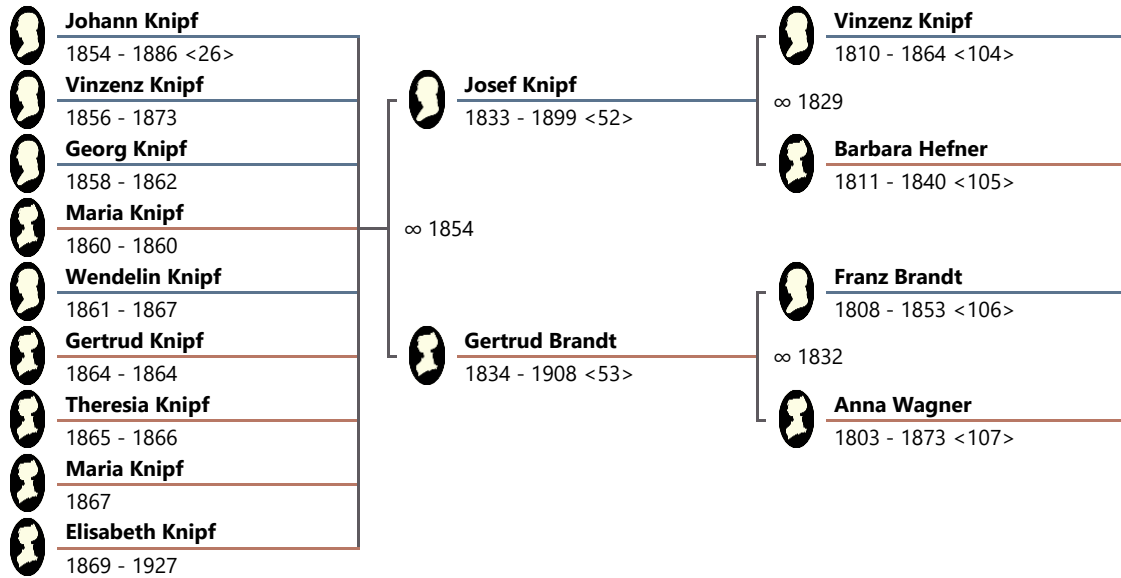 Johann Knipf
1854 - 1886 <26>
Vinzenz Knipf
1856 - 1873
Georg Knipf
1858 - 1862
Maria Knipf
1860 - 1860
Wendelin Knipf
1861 - 1867
Gertrud Knipf
1864 - 1864
Theresia Knipf
1865 - 1866
Maria Knipf
1867
Elisabeth Knipf
1869 - 1927
Josef Knipf
1833 - 1899 <52>
∞ 1854
Gertrud Brandt
1834 - 1908 <53>
Vinzenz Knipf
1810 - 1864 <104>
∞ 1829
Barbara Hefner
1811 - 1840 <105>
Franz Brandt
1808 - 1853 <106>
∞ 1832
Anna Wagner
1803 - 1873 <107>